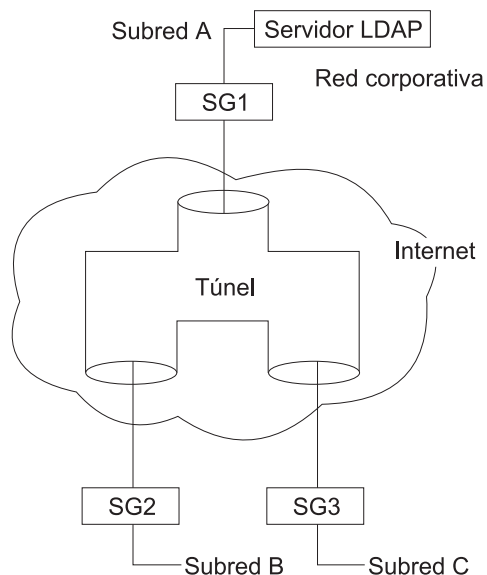 Subred A
Servidor LDAP
Red corporativa
SG1
Internet
Túnel
SG2
SG3
Subred B
Subred C